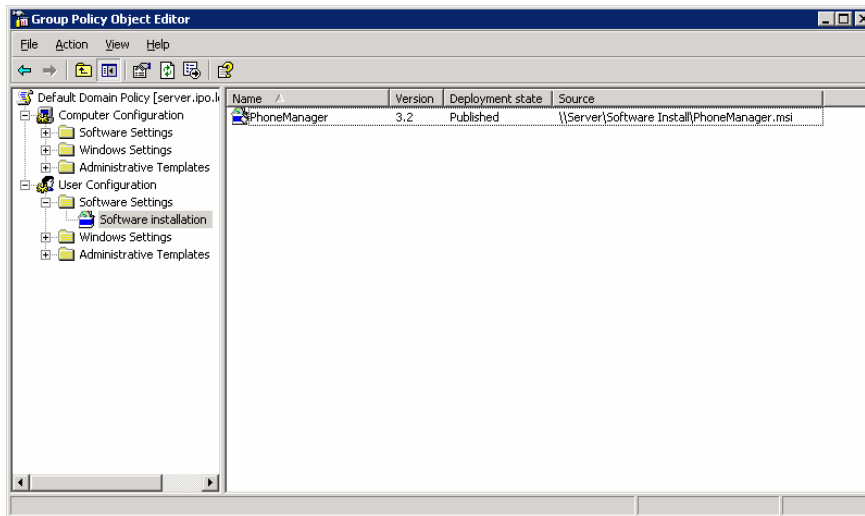 Group Policy Object Editor
File Action View Help
Default Domain Policy [server.ipo.l
Computer Configuration
Software Settings
Windows Settings
Administrative Templates
User Configuration
Software Settings
Software installation
Windows Settings
Administrative Templates
Name Version Deployment state Source
PhoneManager 3.2 Published \\Server\Software Install\PhoneManager.msi